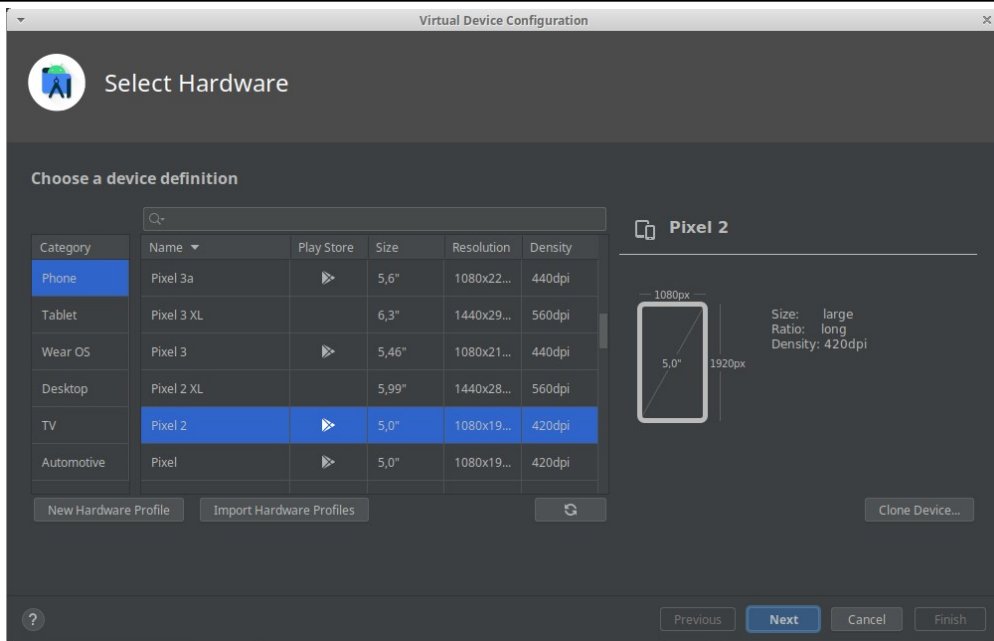 Virtual Device Configuration
Select Hardware
Choose a device definition
Category Name Play Store Size Resolution Density
Phone Pixel 3a 5,6" 1080x22... 440dpi
Tablet Pixel 3 XL 6,3" 1440x29... 560dpi
Wear OS Pixel 3 5,46" 1080x21... 440dpi
Desktop Pixel 2 XL 5,99" 1440x28... 560dpi
TV Pixel 2 5,0" 1080x19... 420dpi
Automotive Pixel 5,0" 1080x19... 420dpi
New Hardware Profile Import Hardware Profiles
Pixel 2
1080px
5,0" 1920px
Size: large
Ratio: long
Density: 420dpi
Clone Device...
? Previous Next Cancel Finish